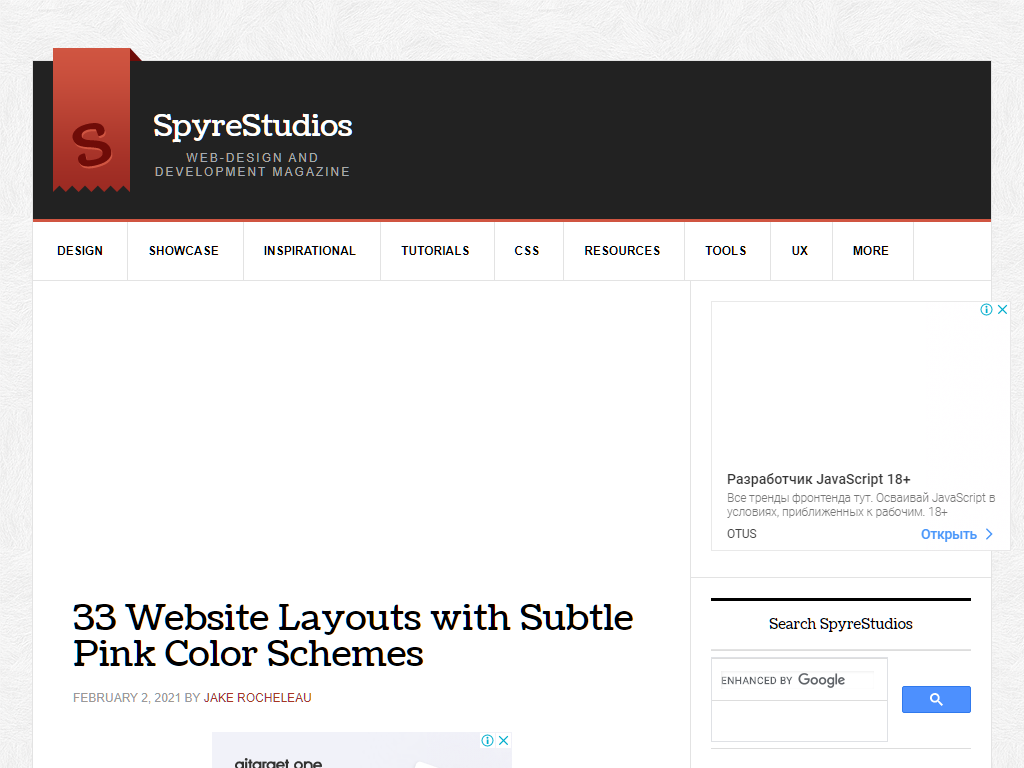 S
SpyreStudios
WEB-DESIGN AND
DEVELOPMENT MAGAZINE
DESIGN SHOWCASE INSPIRATIONAL TUTORIALS CSS RESOURCES TOOLS UX MORE
Разработчик JavaScript 18+
Все тренды фронтенда тут. Осваивай JavaScript в
условиях, приближенных к рабочим. 18+
OTUS Открыть
33 Website Layouts with Subtle
Pink Color Schemes
FEBRUARY 2, 2021 BY JAKE ROCHELEAU
Search SpyreStudios
ENHANCED BY Google
gitarget one